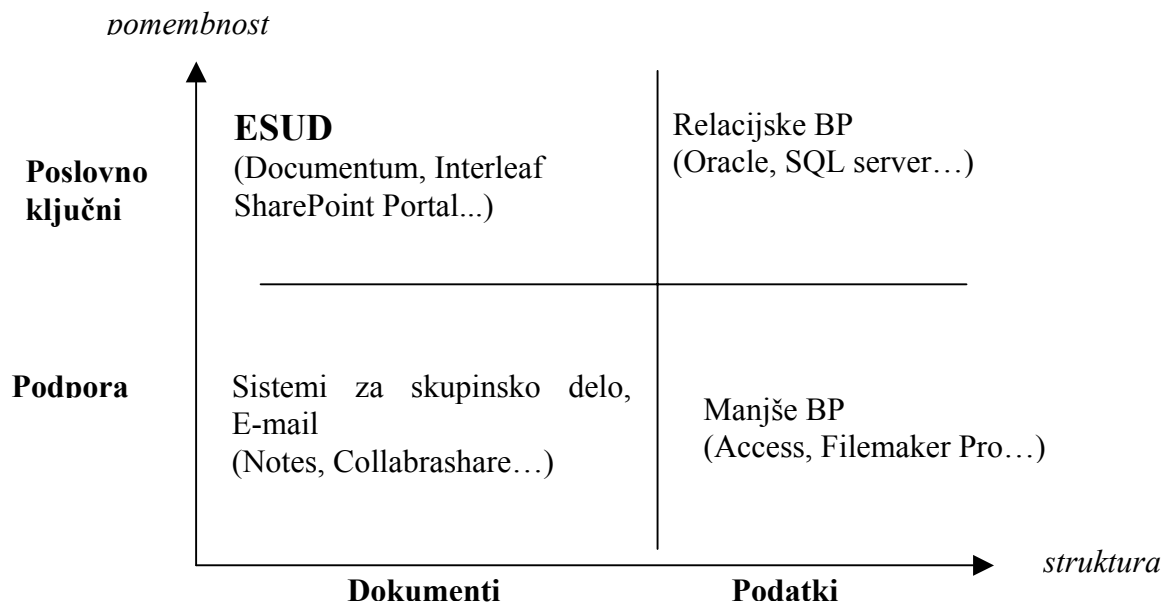 pomembnost
ESUD
(Documentum, Interleaf
SharePoint Portal...)
Relacijske BP
(Oracle, SQL server…)
Poslovno
ključni
Podpora
Sistemi za skupinsko delo,
E-mail
(Notes, Collabrashare…)
Manjše BP
(Access, Filemaker Pro…)
struktura
Dokumenti
Podatki